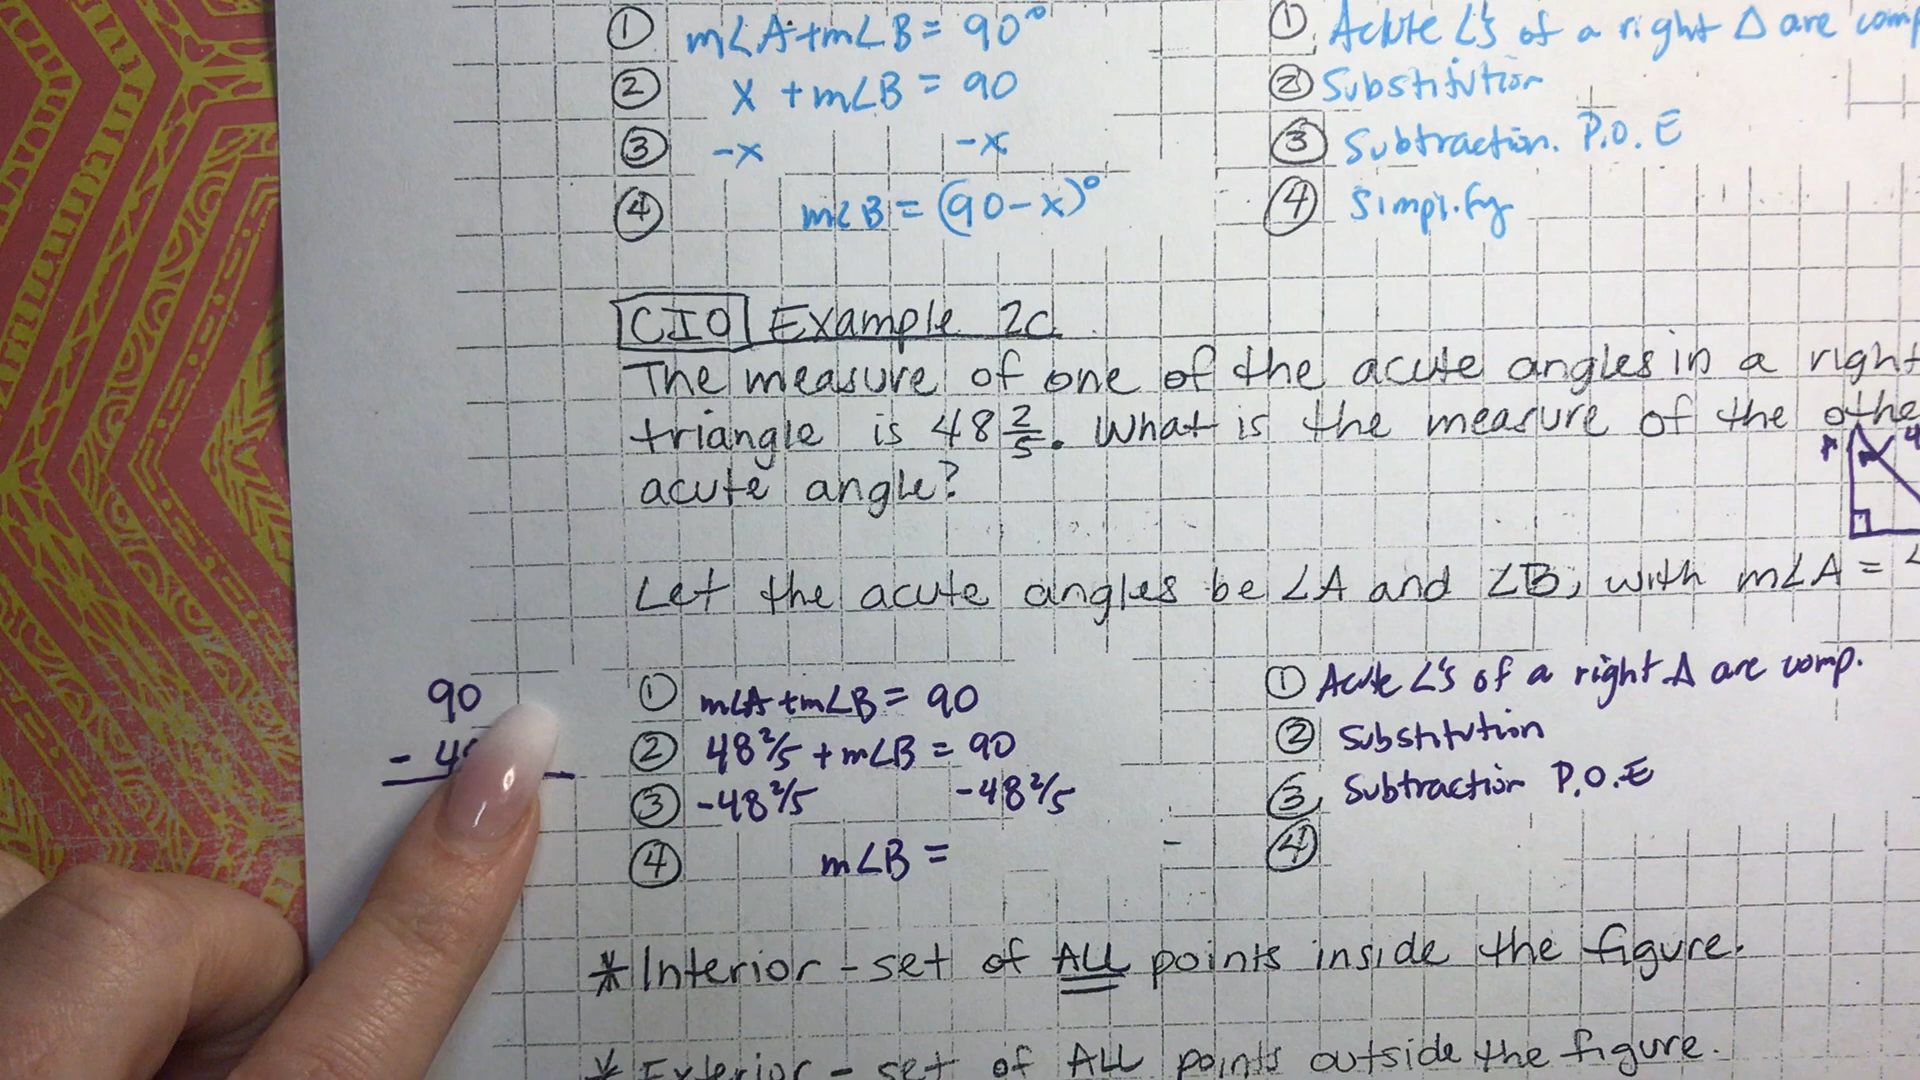 ① m∠A+m∠B = 90° ① Acute ∠'s of a right △ are comp
② x + m∠B = 90 ② Substitution
③ -x -x ③ Subtraction. P.O.E
④ m∠B = (90-x)° ④ Simplify
CIO Example 2c
The measure of one of the acute angles in a right
triangle is 48 2/5. What is the measure of the othe
acute angle?
A
Let the acute angles be ∠A and ∠B, with m∠A =
90 ① m∠A + m∠B = 90 ① Acute ∠'s of a right △ are comp.
- 4 ② 48 2/5 + m∠B = 90 ② Substitution
③ -48 2/5 -48 2/5 ③ Subtraction P.O.E
④ m∠B = ④
* Interior - set of ALL points inside the figure.
* Exterior - set of ALL points outside the figure.